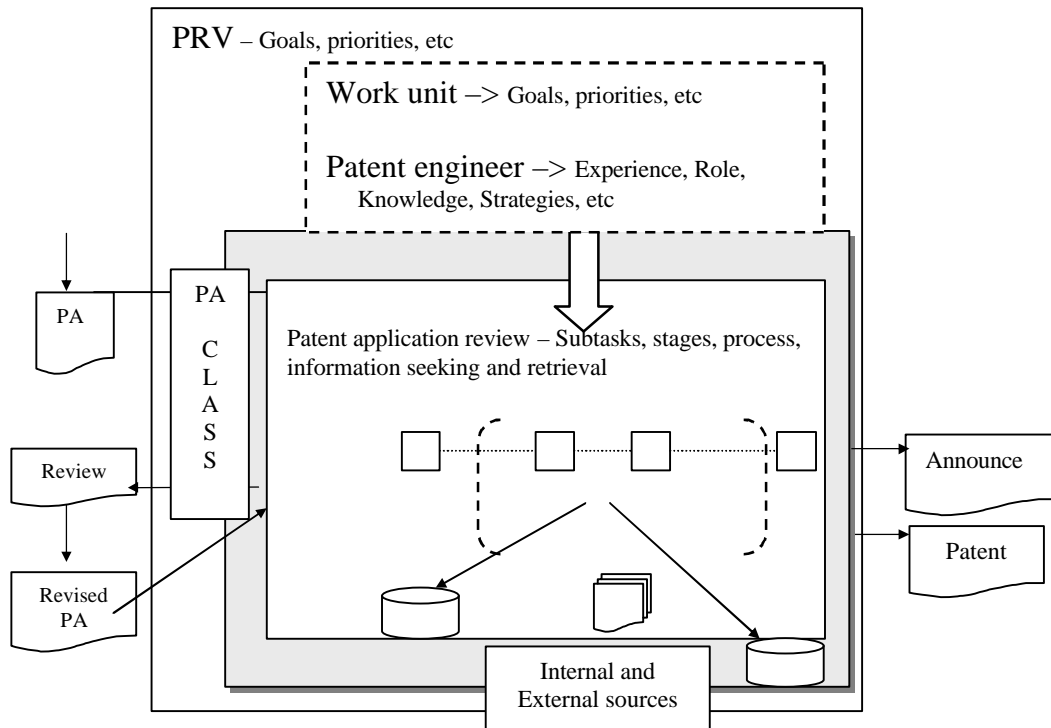 PRV – Goals, priorities, etc
Work unit –> Goals, priorities, etc
Patent engineer –> Experience, Role,
Knowledge, Strategies, etc
PA
PA
C
L
A
S
S
Patent application review – Subtasks, stages, process,
information seeking and retrieval
Review
Revised
PA
Announce
Patent
Internal and
External sources